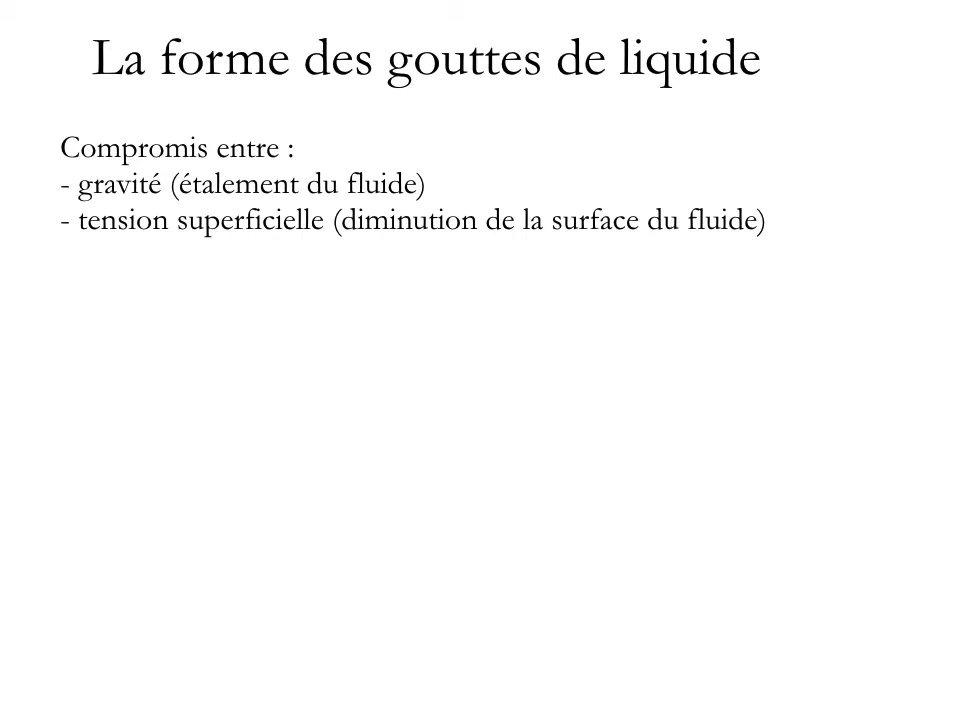 La forme des gouttes de liquide
Compromis entre :
- gravité (étalement du fluide)
- tension superficielle (diminution de la surface du fluide)